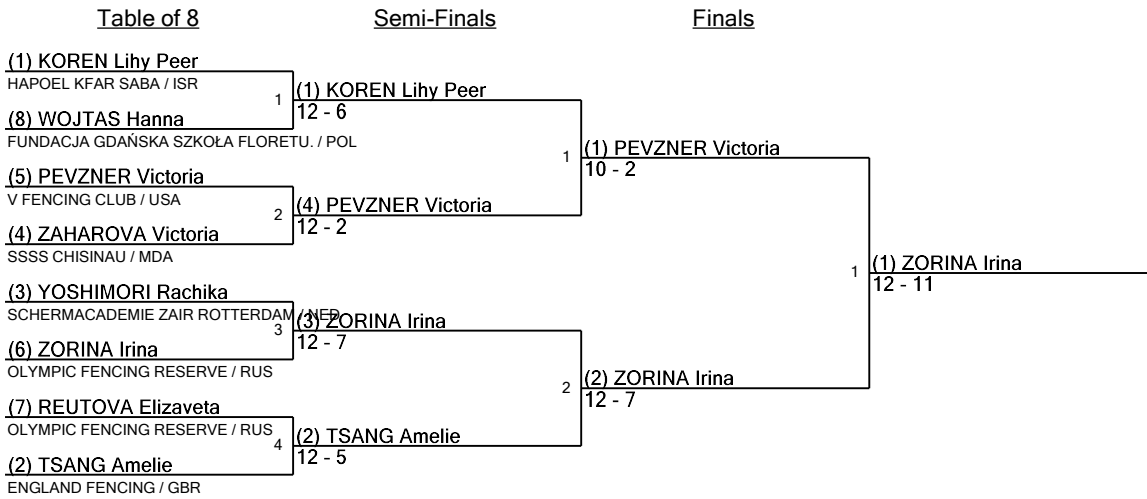 Table of 8
Semi-Finals
Finals
(1) KOREN Lihy Peer
HAPOEL KFAR SABA / ISR
1
(1) KOREN Lihy Peer
12 - 6
(8) WOJTAS Hanna
FUNDACJA GDAŃSKA SZKOŁA FLORETU. / POL
1
(1) PEVZNER Victoria
10 - 2
(5) PEVZNER Victoria
V FENCING CLUB / USA
2
(4) PEVZNER Victoria
12 - 2
(4) ZAHAROVA Victoria
SSSS CHISINAU / MDA
1
(1) ZORINA Irina
12 - 11
(3) YOSHIMORI Rachika
SCHERMACADEMIE ZAIR ROTTERDAM / NED
3
(3) ZORINA Irina
12 - 7
(6) ZORINA Irina
OLYMPIC FENCING RESERVE / RUS
2
(2) ZORINA Irina
12 - 7
(7) REUTOVA Elizaveta
OLYMPIC FENCING RESERVE / RUS
4
(2) TSANG Amelie
12 - 5
(2) TSANG Amelie
ENGLAND FENCING / GBR